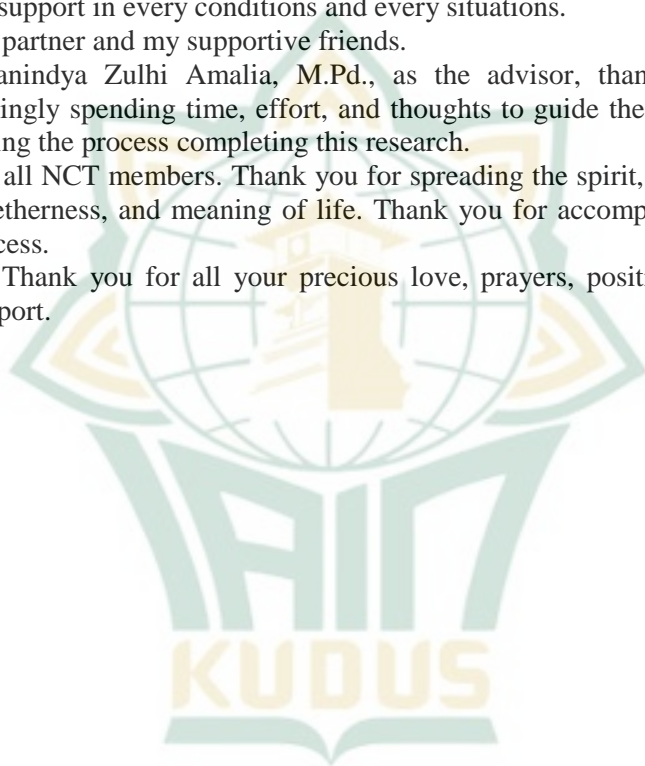 support in every conditions and every situations.
partner and my supportive friends.
anindya Zulhi Amalia, M.Pd., as the advisor, than
ingly spending time, effort, and thoughts to guide the
ing the process completing this research.
all NCT members. Thank you for spreading the spirit,
etherness, and meaning of life. Thank you for accomp
cess.
Thank you for all your precious love, prayers, positi
port.
IAIN
KUDUS